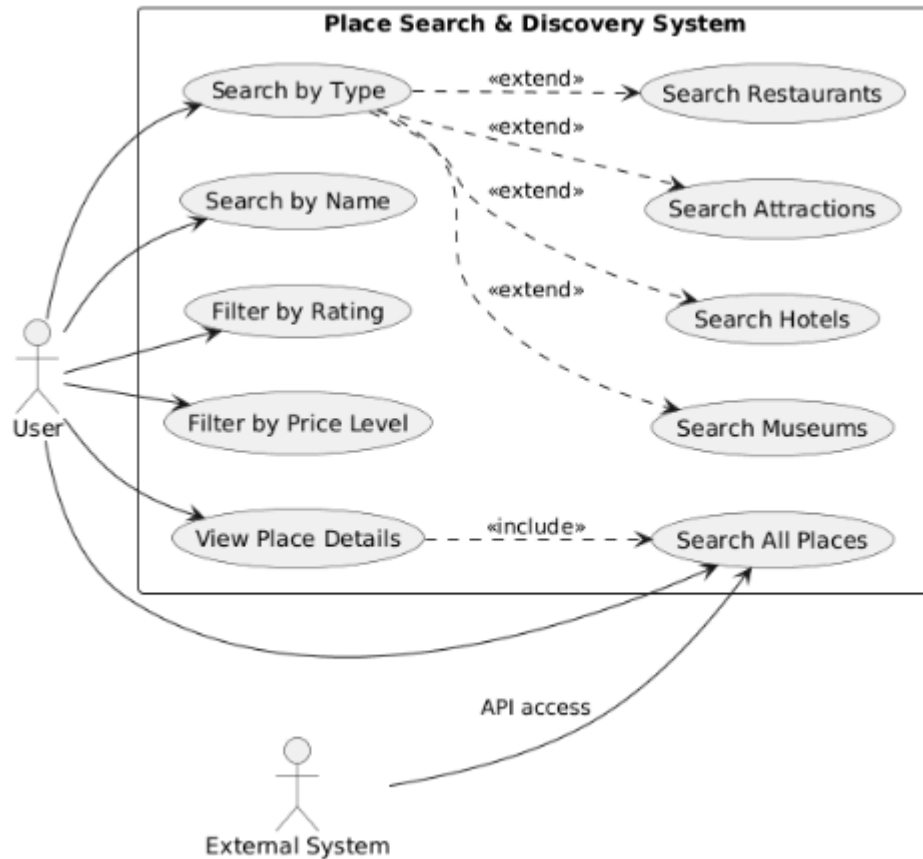 Place Search & Discovery System
Search by Type
«extend»
Search Restaurants
«extend»
Search by Name
«extend»
Search Attractions
Filter by Rating
«extend»
Search Hotels
User
Filter by Price Level
Search Museums
View Place Details
«include»
Search All Places
API access
External System